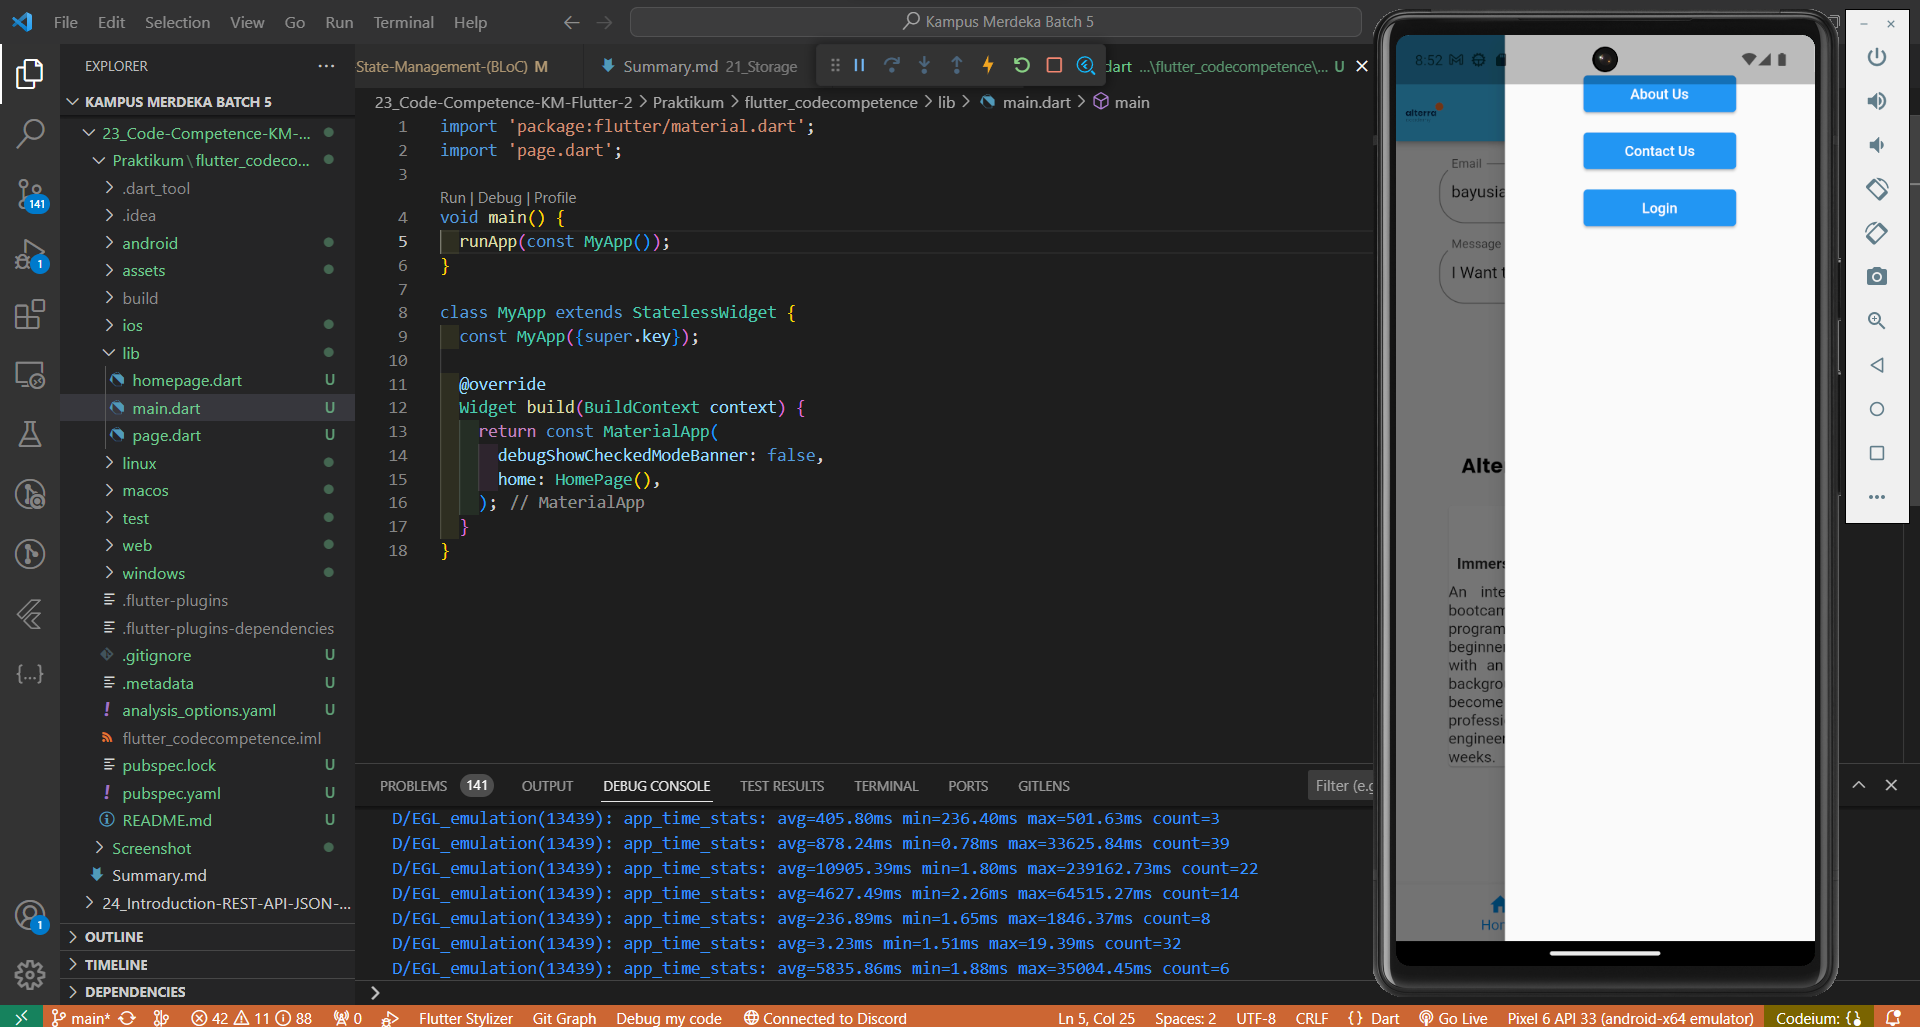 File Edit Selection View Go Run Terminal Help
Kampus Merdeka Batch 5
EXPLORER
State-Management-(BLoC) M
Summary.md 21_Storage
dart ...\flutter_codecompetence\... U
KAMPUS MERDEKA BATCH 5
23_Code-Competence-KM-...
Praktikum \ flutter_codeco...
.dart_tool
.idea
android
assets
build
ios
lib
homepage.dart U
main.dart U
page.dart U
linux
macos
test
web
windows
.flutter-plugins
.flutter-plugins-dependencies
.gitignore U
.metadata U
analysis_options.yaml U
flutter_codecompetence.iml
pubspec.lock U
pubspec.yaml U
README.md U
Screenshot
Summary.md
24_Introduction-REST-API-JSON-...
OUTLINE
TIMELINE
DEPENDENCIES
141
1
1
23_Code-Competence-KM-Flutter-2 > Praktikum > flutter_codecompetence > lib > main.dart > main
1 import 'package:flutter/material.dart';
2 import 'page.dart';
3
Run | Debug | Profile
4 void main() {
5 runApp(const MyApp());
6 }
7
8 class MyApp extends StatelessWidget {
9 const MyApp({super.key});
10
11 @override
12 Widget build(BuildContext context) {
13 return const MaterialApp(
14 debugShowCheckedModeBanner: false,
15 home: HomePage(),
16 ); // MaterialApp
17 }
18 }
PROBLEMS 141 OUTPUT DEBUG CONSOLE TEST RESULTS TERMINAL PORTS GITLENS Filter (e.g
D/EGL_emulation(13439): app_time_stats: avg=405.80ms min=236.40ms max=501.63ms count=3
D/EGL_emulation(13439): app_time_stats: avg=878.24ms min=0.78ms max=33625.84ms count=39
D/EGL_emulation(13439): app_time_stats: avg=10905.39ms min=1.80ms max=239162.73ms count=22
D/EGL_emulation(13439): app_time_stats: avg=4627.49ms min=2.26ms max=64515.27ms count=14
D/EGL_emulation(13439): app_time_stats: avg=236.89ms min=1.65ms max=1846.37ms count=8
D/EGL_emulation(13439): app_time_stats: avg=3.23ms min=1.51ms max=19.39ms count=32
D/EGL_emulation(13439): app_time_stats: avg=5835.86ms min=1.88ms max=35004.45ms count=6
8:52
alterra
About Us
Contact Us
Login
Email
bayusia
Message
I Want t
Alte
Immers
An inte
bootcam
program
beginner
with an
backgro
become
professi
engineer
weeks.
Hor
main* 42 11 88 0 Flutter Stylizer Git Graph Debug my code Connected to Discord Ln 5, Col 25 Spaces: 2 UTF-8 CRLF {} Dart Go Live Pixel 6 API 33 (android-x64 emulator) Codeium: {}